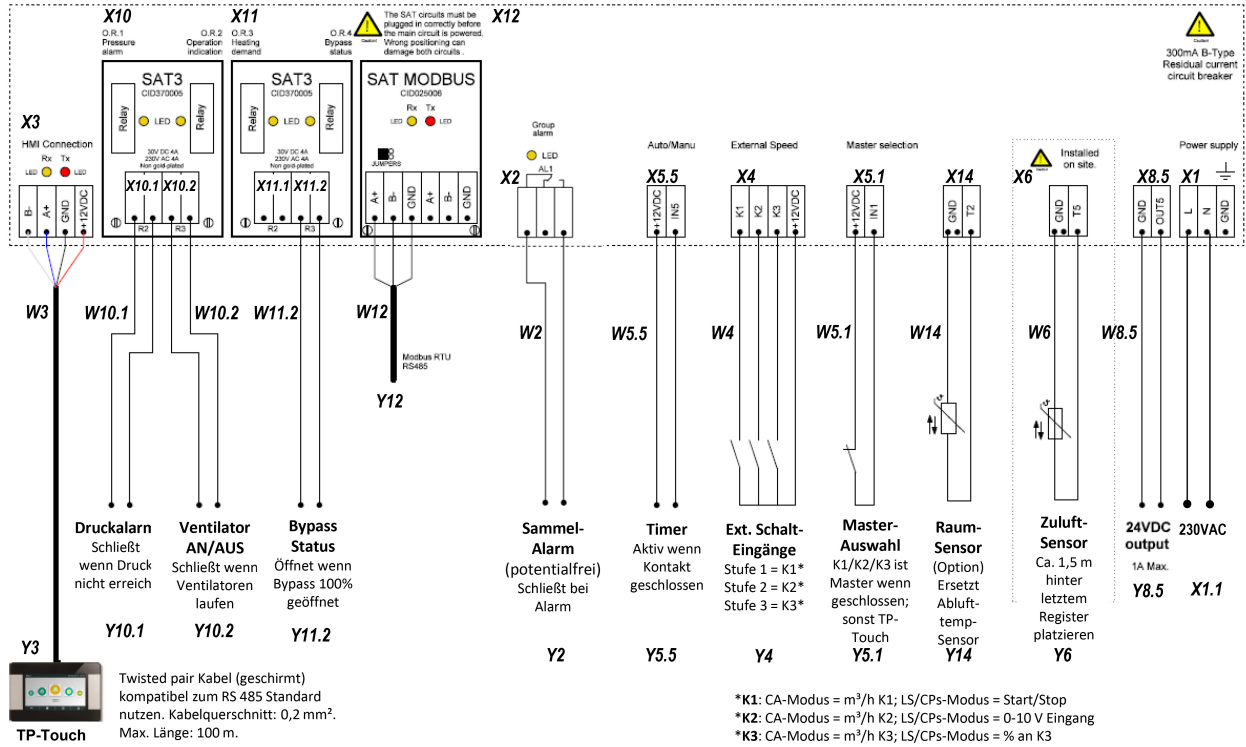 X10
X11
X12
O.R.1
Pressure
alarm
O.R.2
Operation
indication
O.R.3
Heating
demand
O.R.4
Bypass
status
Caution!
The SAT circuits must be
plugged in correctly before
the main circuit is powered.
Wrong positioning can
damage both circuits .
Caution!
300mA B-Type
Residual current
circuit breaker
SAT3
CID370005
Relay
LED
Relay
30V DC 4A
230V AC 4A
Non gold-plated
X10.1 X10.2
R2 R3
SAT3
CID370005
Relay
LED
Relay
30V DC 4A
230V AC 4A
Non gold-plated
X11.1 X11.2
R2 R3
SAT MODBUS
CID025006
Rx Tx
LED LED
JUMPERS
A+ B- GND A+ B- GND
X3
HMI Connection
Rx Tx
LED LED
B- A+ GND +12VDC
Group
alarm
LED
AL1
X2
Auto/Manu
X5.5
+12VDC IN5
External Speed
X4
K1 K2 K3 +12VDC
Master selection
X5.1
+12VDC IN1
X14
GND T2
X6
Installed
on site.
GND T5
X8.5
GND OUT5
Power supply
X1
L N GND
W3
W10.1
W10.2
W11.2
W12
W2
W5.5
W4
W5.1
W14
W6
W8.5
Modbus RTU
RS485
Y12
Druckalarn
Schließt
wenn Druck
nicht erreich
Y10.1
Ventilator
AN/AUS
Schließt wenn
Ventilatoren
laufen
Y10.2
Bypass
Status
Öffnet wenn
Bypass 100%
geöffnet
Y11.2
Sammel-
Alarm
(potentialfrei)
Schließt bei
Alarm
Y2
Timer
Aktiv wenn
Kontakt
geschlossen
Y5.5
Ext. Schalt-
Eingänge
Stufe 1 = K1*
Stufe 2 = K2*
Stufe 3 = K3*
Y4
Master-
Auswahl
K1/K2/K3 ist
Master wenn
geschlossen;
sonst TP-
Touch
Y5.1
Raum-
Sensor
(Option)
Ersetzt
Abluft-
temp-
Sensor
Y14
Zuluft-
Sensor
Ca. 1,5 m
hinter
letztem
Register
platzieren
Y6
24VDC
output
1A Max.
Y8.5
230VAC
X1.1
Y3
TP-Touch
Twisted pair Kabel (geschirmt)
kompatibel zum RS 485 Standard
nutzen. Kabelquerschnitt: 0,2 mm².
Max. Länge: 100 m.
*K1: CA-Modus = m³/h K1; LS/CPs-Modus = Start/Stop
*K2: CA-Modus = m³/h K2; LS/CPs-Modus = 0-10 V Eingang
*K3: CA-Modus = m³/h K3; LS/CPs-Modus = % an K3